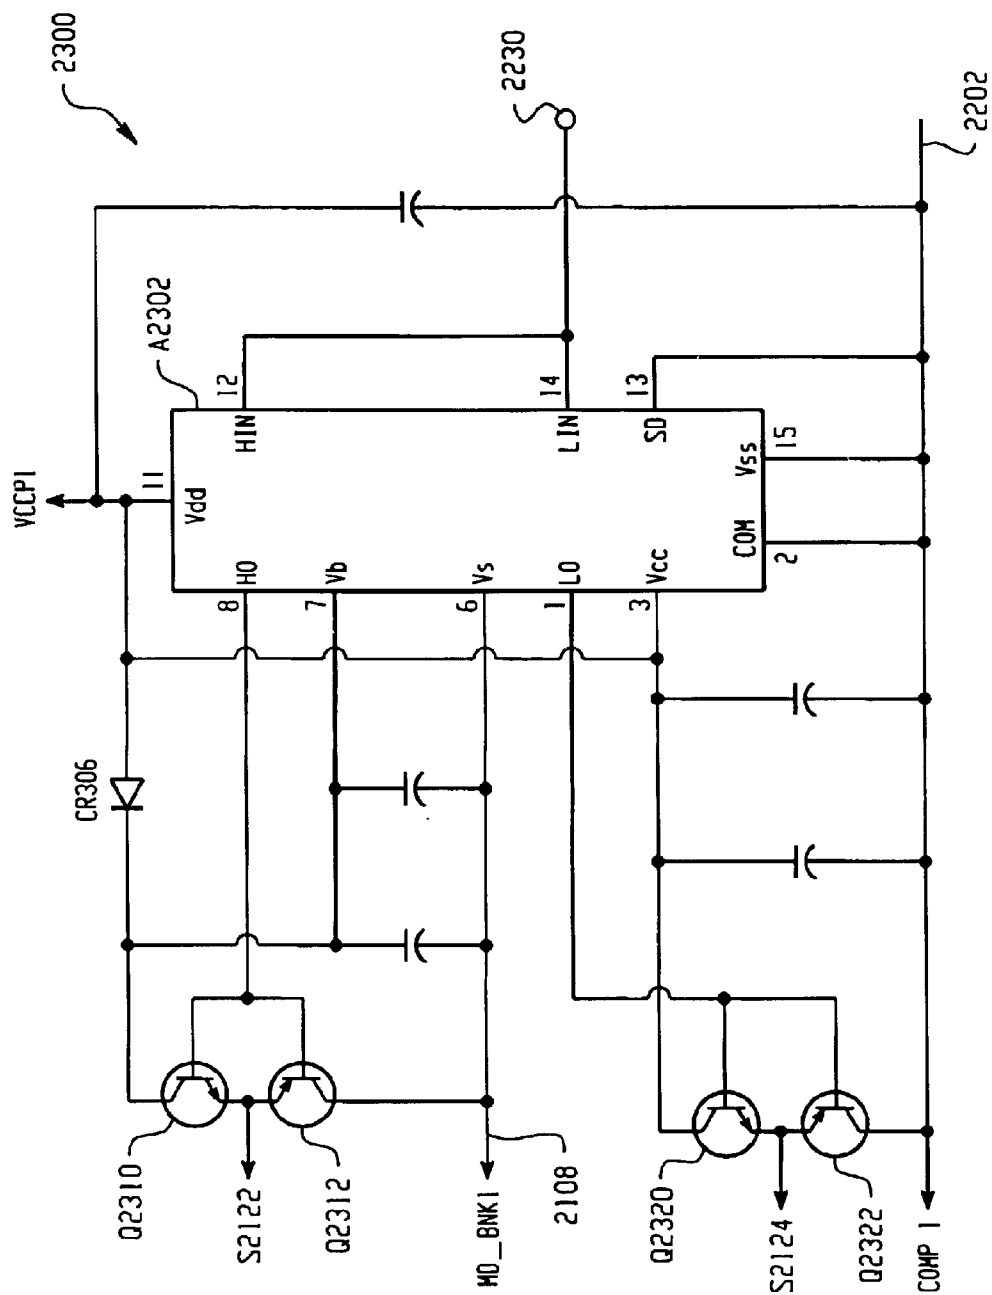 2300
VCCP1
CR306
A2302
11
Vdd
Q2310
8
HO
HIN
12
S2122
7
Vb
Q2312
6
Vs
MD_BNK1
2230
2108
1
LO
LIN
14
3
Vcc
SD
13
Q2320
COM
Vss
2
15
S2124
Q2322
COMP 1
2202